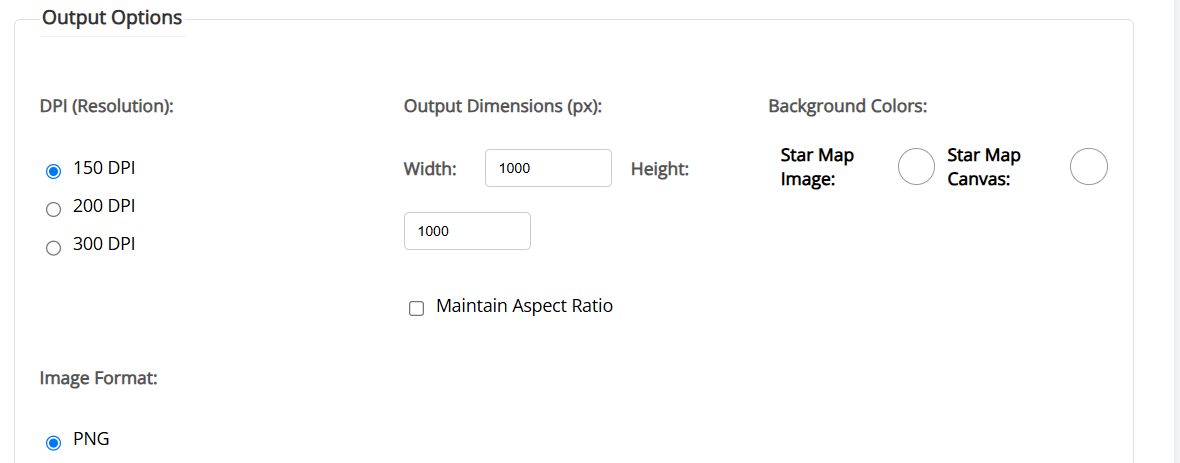 Output Options
DPI (Resolution):
150 DPI
200 DPI
300 DPI
Output Dimensions (px):
Width: 1000 Height:
1000
Maintain Aspect Ratio
Background Colors:
Star Map Image:
Star Map Canvas:
Image Format:
PNG